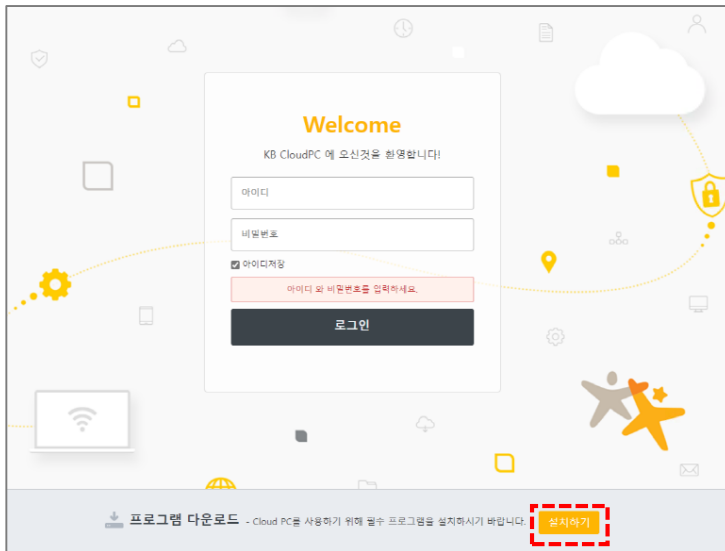 Welcome
KB CloudPC 에 오신것을 환영합니다!
아이디
비밀번호
아이디저장
아이디 와 비밀번호를 입력하세요.
로그인
프로그램 다운로드 - Cloud PC를 사용하기 위해 필수 프로그램을 설치하시기 바랍니다. 설치하기